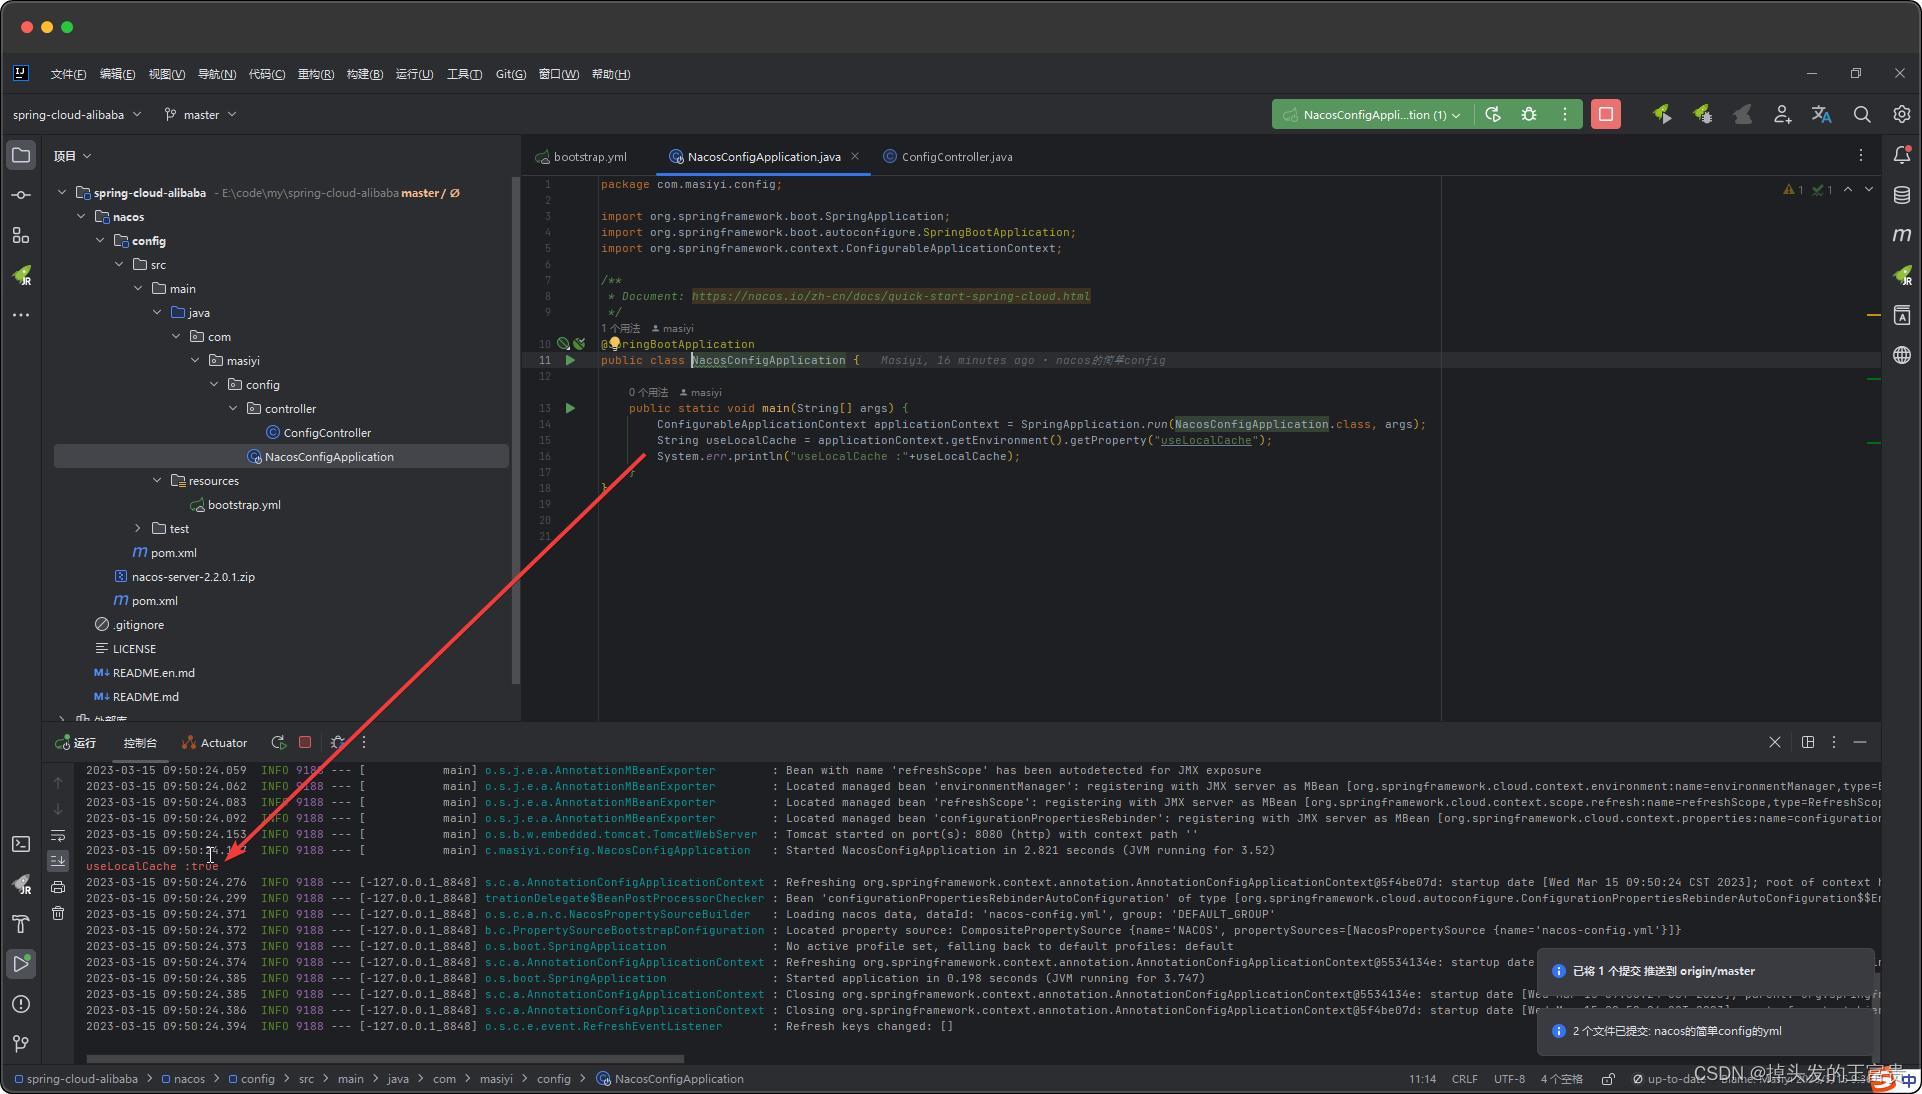 文件(F) 编辑(E) 视图(V) 导航(N) 代码(C) 重构(R) 构建(B) 运行(U) 工具(T) Git(G) 窗口(W) 帮助(H)
spring-cloud-alibaba master NacosConfigAppli...tion (1)
项目
bootstrap.yml NacosConfigApplication.java ConfigController.java
spring-cloud-alibaba - E:\code\my\spring-cloud-alibaba master / Ø
nacos
config
src
main
java
com
masiyi
config
controller
ConfigController
NacosConfigApplication
resources
bootstrap.yml
test
pom.xml
nacos-server-2.2.0.1.zip
pom.xml
.gitignore
LICENSE
README.en.md
README.md
外部库
1 package com.masiyi.config;
2
3 import org.springframework.boot.SpringApplication;
4 import org.springframework.boot.autoconfigure.SpringBootApplication;
5 import org.springframework.context.ConfigurableApplicationContext;
6
7 /**
8 * Document: https://nacos.io/zh-cn/docs/quick-start-spring-cloud.html
9 */
1 个用法 masiyi
10 @SpringBootApplication
11 public class NacosConfigApplication { Masiyi, 16 minutes ago · nacos的简单config
12
0 个用法 masiyi
13 public static void main(String[] args) {
14 ConfigurableApplicationContext applicationContext = SpringApplication.run(NacosConfigApplication.class, args);
15 String useLocalCache = applicationContext.getEnvironment().getProperty("useLocalCache");
16 System.err.println("useLocalCache :"+useLocalCache);
17 }
18 }
19
20
21
1 1
运行 控制台 Actuator
2023-03-15 09:50:24.059 INFO 9188 --- [ main] o.s.j.e.a.AnnotationMBeanExporter : Bean with name 'refreshScope' has been autodetected for JMX exposure
2023-03-15 09:50:24.062 INFO 9188 --- [ main] o.s.j.e.a.AnnotationMBeanExporter : Located managed bean 'environmentManager': registering with JMX server as MBean [org.springframework.cloud.context.environment:name=environmentManager,type=E
2023-03-15 09:50:24.083 INFO 9188 --- [ main] o.s.j.e.a.AnnotationMBeanExporter : Located managed bean 'refreshScope': registering with JMX server as MBean [org.springframework.cloud.context.scope.refresh:name=refreshScope,type=RefreshScope
2023-03-15 09:50:24.092 INFO 9188 --- [ main] o.s.j.e.a.AnnotationMBeanExporter : Located managed bean 'configurationPropertiesRebinder': registering with JMX server as MBean [org.springframework.cloud.context.properties:name=configuration
2023-03-15 09:50:24.153 INFO 9188 --- [ main] o.s.b.w.embedded.tomcat.TomcatWebServer : Tomcat started on port(s): 8080 (http) with context path ''
2023-03-15 INFO 9188 --- [ main] c.masiyi.config.NacosConfigApplication : Started NacosConfigApplication in 2.821 seconds (JVM running for 3.52)
useLocalCache :true
2023-03-15 09:50:24.276 INFO 9188 --- [-127.0.0.1_8848] s.c.a.AnnotationConfigApplicationContext : Refreshing org.springframework.context.annotation.AnnotationConfigApplicationContext@5f4be07d: startup date [Wed Mar 15 09:50:24 CST 2023]; root of context h
2023-03-15 09:50:24.299 INFO 9188 --- [-127.0.0.1_8848] trationDelegate$BeanPostProcessorChecker : Bean 'configurationPropertiesRebinderAutoConfiguration' of type [org.springframework.cloud.autoconfigure.ConfigurationPropertiesRebinderAutoConfiguration$$En
2023-03-15 09:50:24.371 INFO 9188 --- [-127.0.0.1_8848] o.s.c.a.n.c.NacosPropertySourceBuilder : Loading nacos data, dataId: 'nacos-config.yml', group: 'DEFAULT_GROUP'
2023-03-15 09:50:24.372 INFO 9188 --- [-127.0.0.1_8848] b.c.PropertySourceBootstrapConfiguration : Located property source: CompositePropertySource {name='NACOS', propertySources=[NacosPropertySource {name='nacos-config.yml'}]}
2023-03-15 09:50:24.373 INFO 9188 --- [-127.0.0.1_8848] o.s.boot.SpringApplication : No active profile set, falling back to default profiles: default
2023-03-15 09:50:24.374 INFO 9188 --- [-127.0.0.1_8848] s.c.a.AnnotationConfigApplicationContext : Refreshing org.springframework.context.annotation.AnnotationConfigApplicationContext@5534134e: startup date
2023-03-15 09:50:24.385 INFO 9188 --- [-127.0.0.1_8848] o.s.boot.SpringApplication : Started application in 0.198 seconds (JVM running for 3.747)
2023-03-15 09:50:24.385 INFO 9188 --- [-127.0.0.1_8848] s.c.a.AnnotationConfigApplicationContext : Closing org.springframework.context.annotation.AnnotationConfigApplicationContext@5534134e: startup date
2023-03-15 09:50:24.386 INFO 9188 --- [-127.0.0.1_8848] s.c.a.AnnotationConfigApplicationContext : Closing org.springframework.context.annotation.AnnotationConfigApplicationContext@5f4be07d: startup date
2023-03-15 09:50:24.394 INFO 9188 --- [-127.0.0.1_8848] o.s.c.e.event.RefreshEventListener : Refresh keys changed: []
已将 1 个提交 推送到 origin/master
2 个文件已提交: nacos的简单config的yml
spring-cloud-alibaba > nacos > config > src > main > java > com > masiyi > config > NacosConfigApplication
11:14 CRLF UTF-8 4 个空格 up-to-date
CSDN @掉头发的王富贵
中